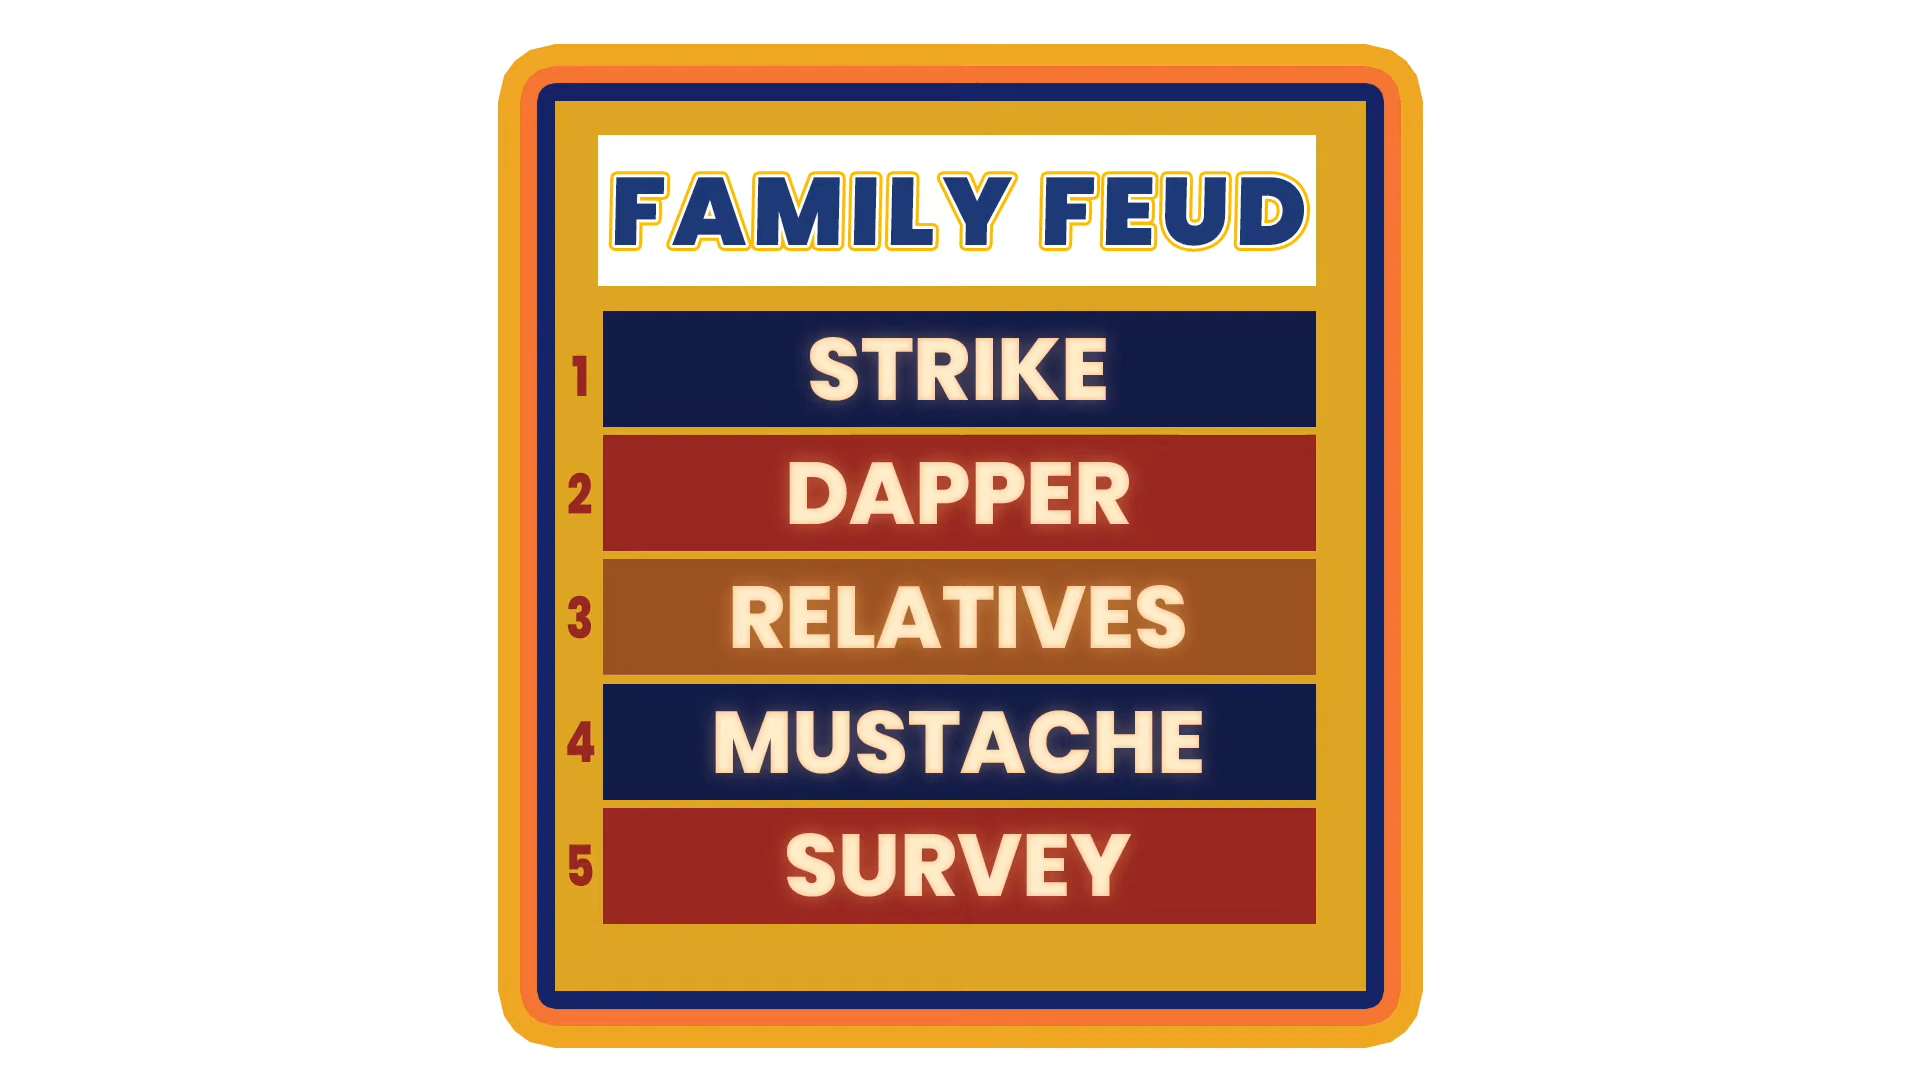 FAMILY FEUD
1 STRIKE
2 DAPPER
3 RELATIVES
4 MUSTACHE
5 SURVEY